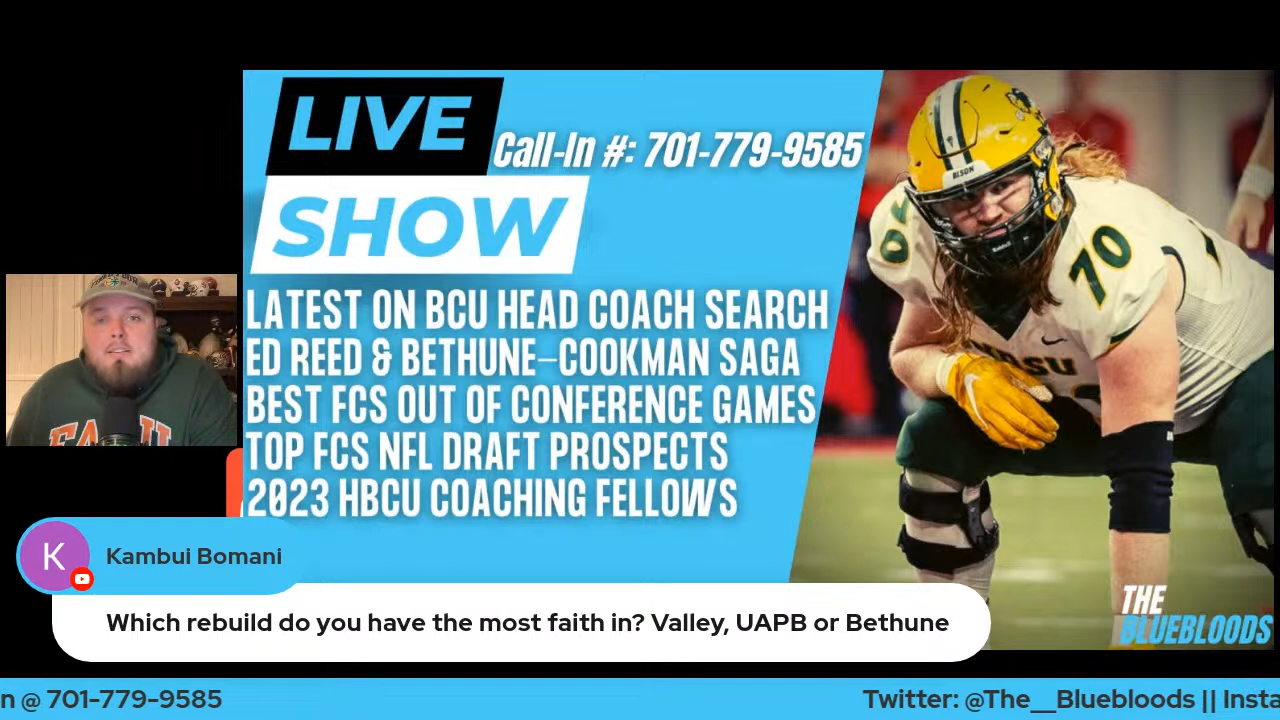 LIVE
Call-In #: 701-779-9585
SHOW
LATEST ON BCU HEAD COACH SEARCH
ED REED & BETHUNE-COOKMAN SAGA
BEST FCS OUT OF CONFERENCE GAMES
TOP FCS NFL DRAFT PROSPECTS
2023 HBCU COACHING FELLOWS
BISON
70
70
NDSU
FAMU
K
Kambui Bomani
Which rebuild do you have the most faith in? Valley, UAPB or Bethune
THE
BLUEBLOODS
n @ 701-779-9585
Twitter: @The__Bluebloods || Insta